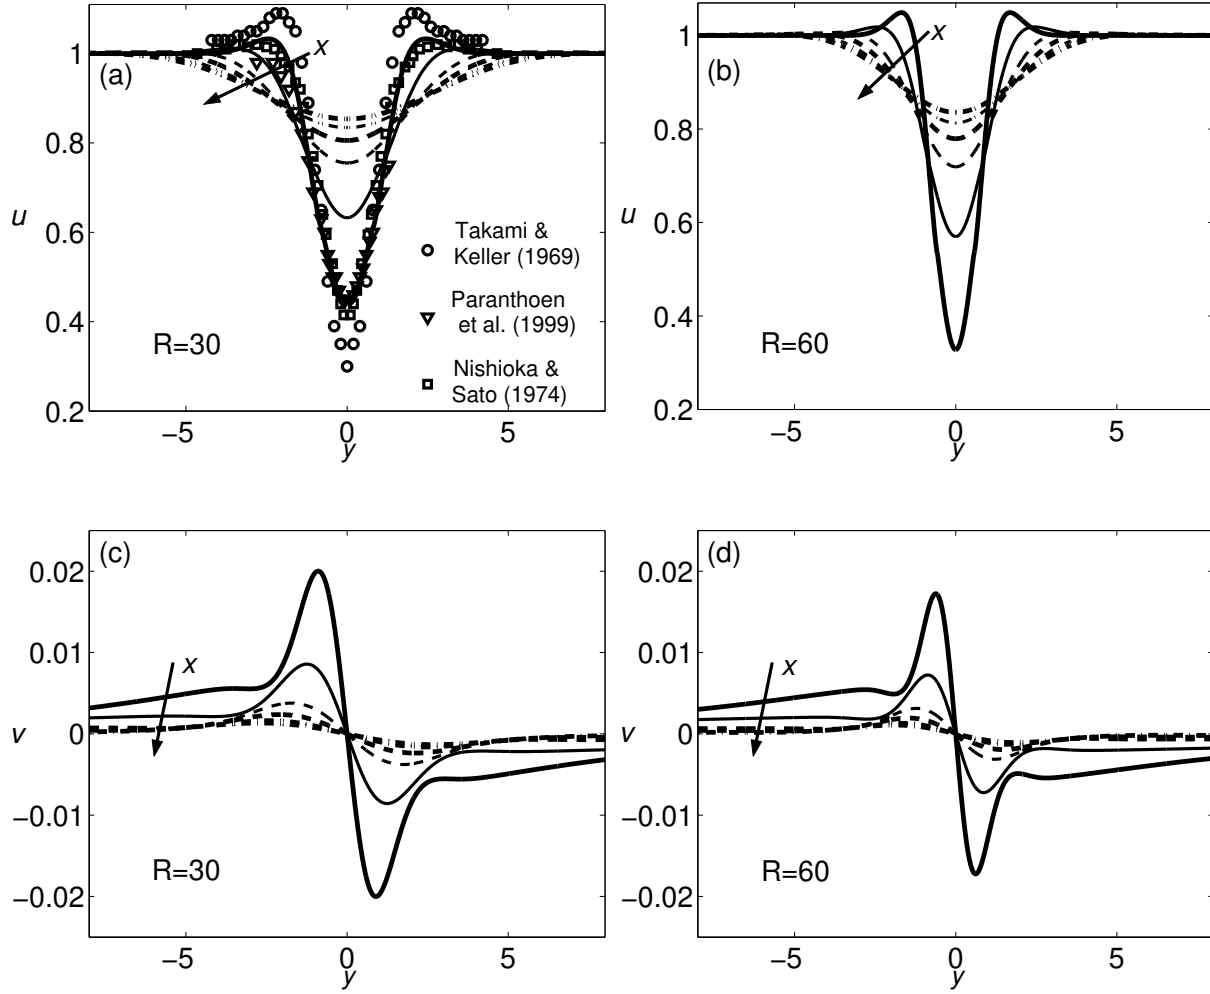 (a)
x
1
0.8
0.6
0.4
0.2
u
R=30
Takami &
Keller (1969)
Paranthoen
et al. (1999)
Nishioka &
Sato (1974)
−5
0
5
y
(b)
x
1
0.8
0.6
0.4
0.2
u
R=60
−5
0
5
y
(c)
x
0.02
0.01
0
−0.01
−0.02
v
R=30
−5
0
5
y
(d)
x
0.02
0.01
0
−0.01
−0.02
v
R=60
−5
0
5
y